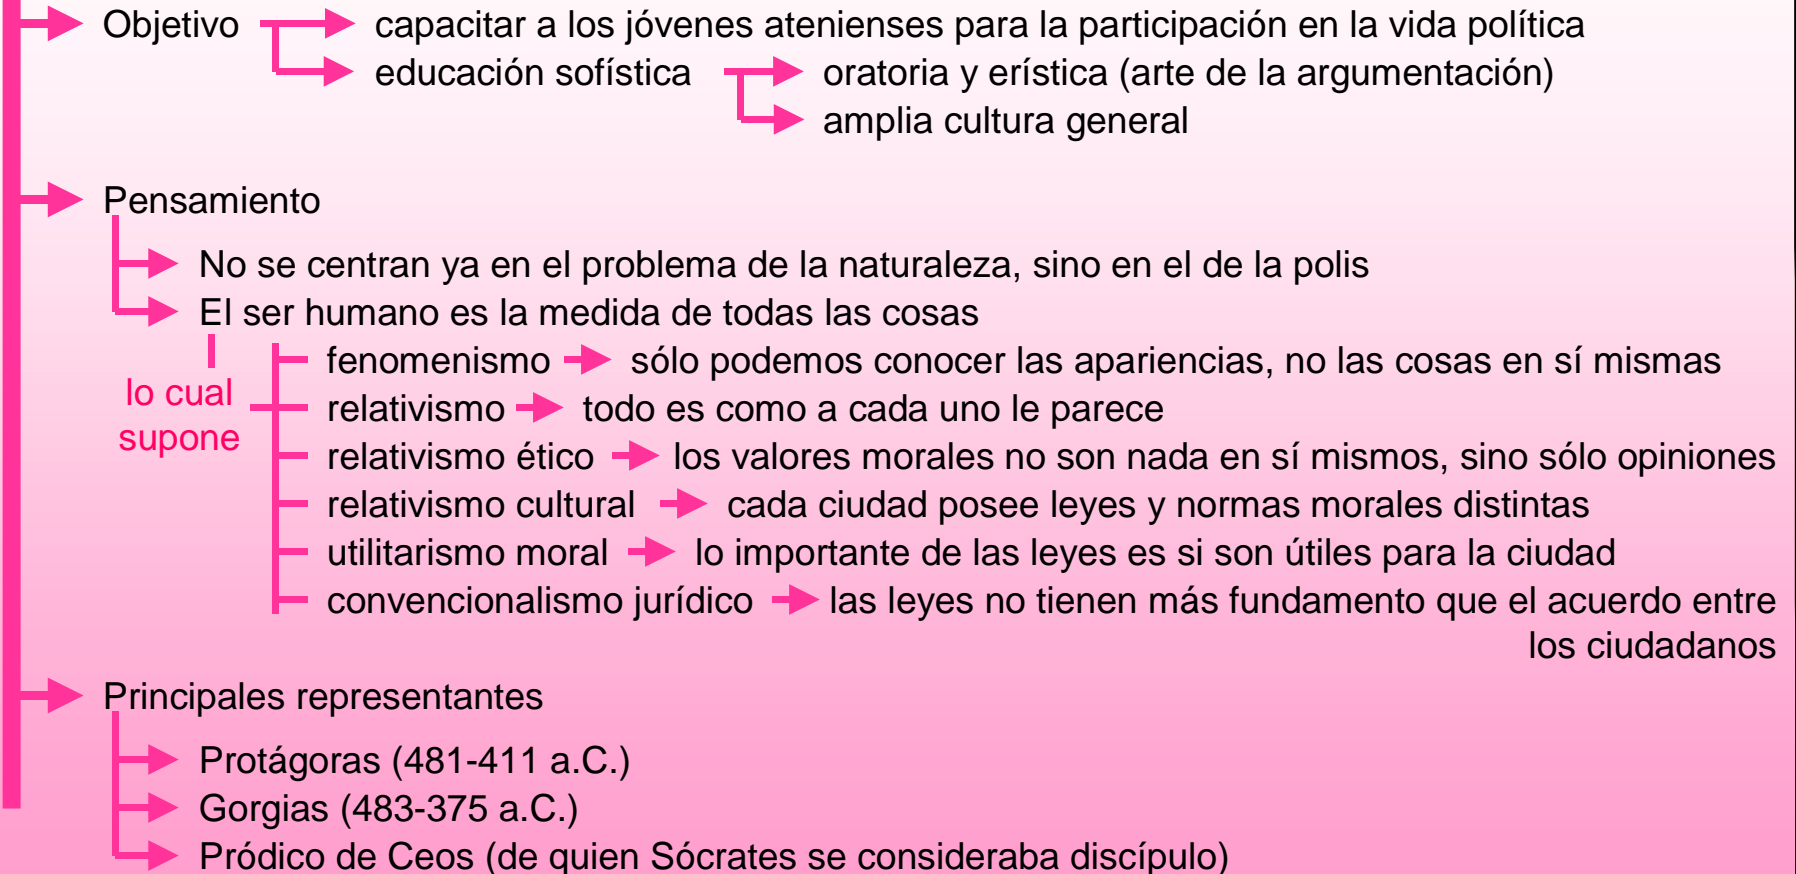 Objetivo capacitar a los jóvenes atenienses para la participación en la vida política
educación sofística oratoria y erística (arte de la argumentación)
amplia cultura general
Pensamiento
No se centran ya en el problema de la naturaleza, sino en el de la polis
El ser humano es la medida de todas las cosas
lo cual
supone
fenomenismo sólo podemos conocer las apariencias, no las cosas en sí mismas
relativismo todo es como a cada uno le parece
relativismo ético los valores morales no son nada en sí mismos, sino sólo opiniones
relativismo cultural cada ciudad posee leyes y normas morales distintas
utilitarismo moral lo importante de las leyes es si son útiles para la ciudad
convencionalismo jurídico las leyes no tienen más fundamento que el acuerdo entre
los ciudadanos
Principales representantes
Protágoras (481-411 a.C.)
Gorgias (483-375 a.C.)
Pródico de Ceos (de quien Sócrates se consideraba discípulo)